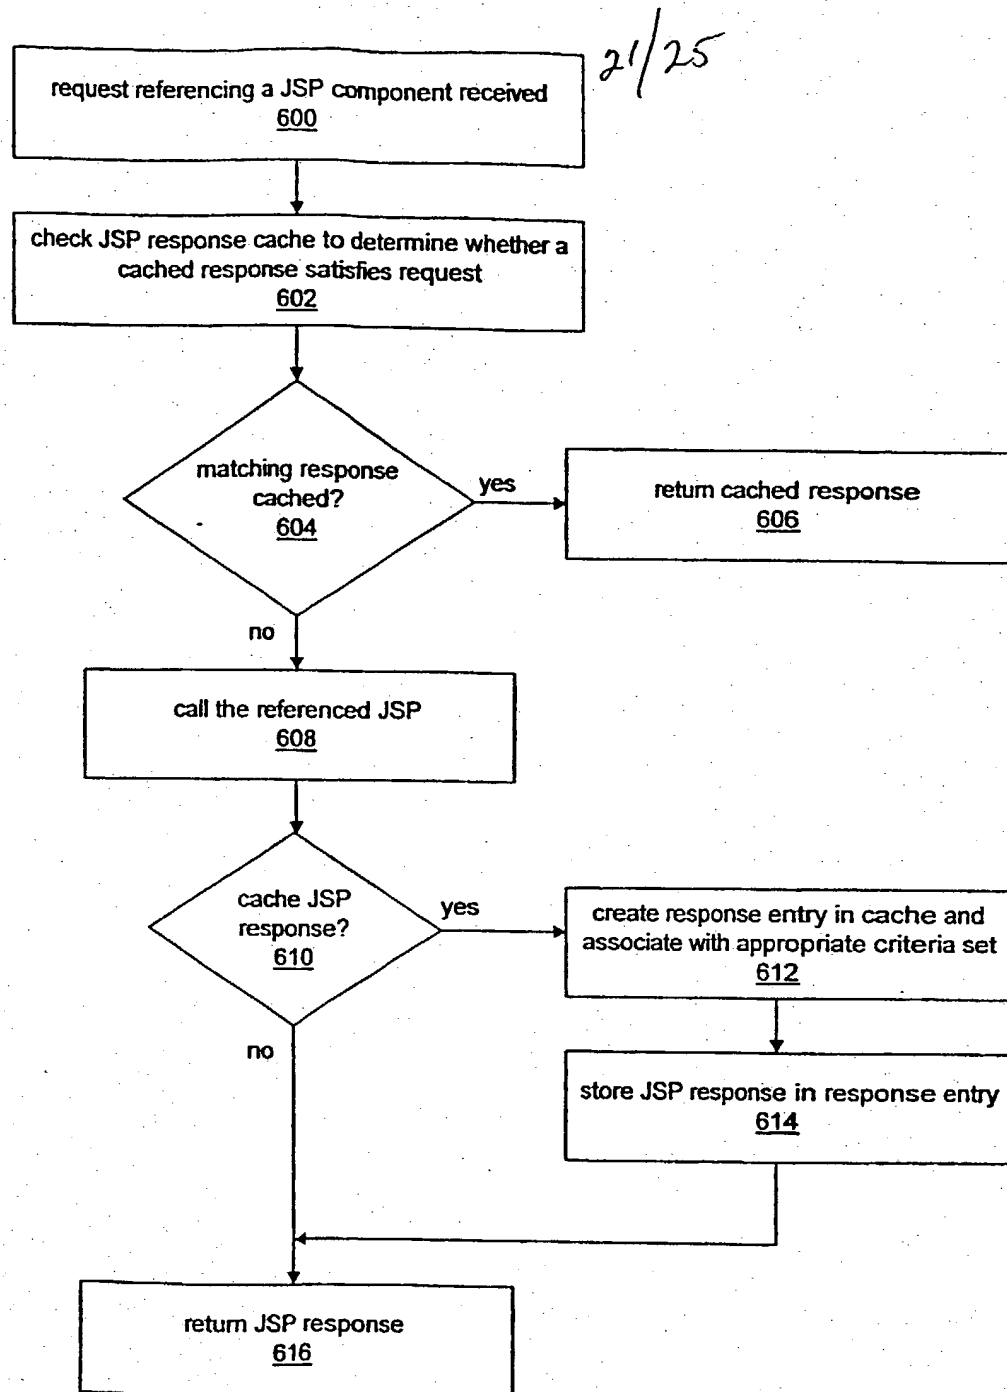 21/25
request referencing a JSP component received
600
check JSP response cache to determine whether a
cached response satisfies request
602
matching response
cached?
604
yes
return cached response
606
no
call the referenced JSP
608
cache JSP
response?
610
yes
create response entry in cache and
associate with appropriate criteria set
612
no
store JSP response in response entry
614
return JSP response
616